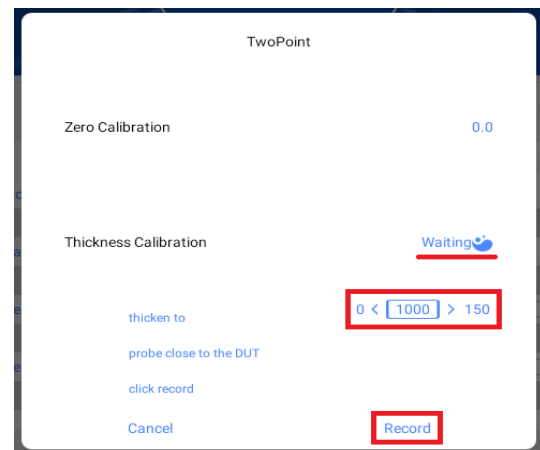 TwoPoint
Zero Calibration 0.0
Thickness Calibration Waiting
thicken to 0 < 1000 > 150
probe close to the DUT
click record
Cancel Record